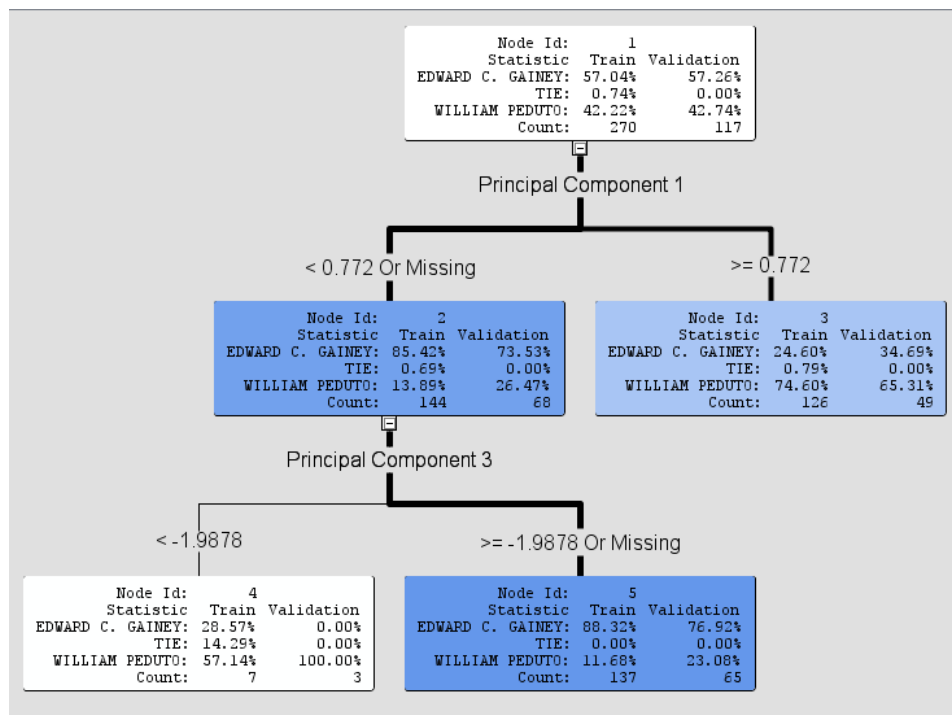 Node Id: 1
Statistic Train Validation
EDWARD C. GAINEY: 57.04% 57.26%
TIE: 0.74% 0.00%
WILLIAM PEDUTO: 42.22% 42.74%
Count: 270 117
Principal Component 1
< 0.772 Or Missing
>= 0.772
Node Id: 2
Statistic Train Validation
EDWARD C. GAINEY: 85.42% 73.53%
TIE: 0.69% 0.00%
WILLIAM PEDUTO: 13.89% 26.47%
Count: 144 68
Node Id: 3
Statistic Train Validation
EDWARD C. GAINEY: 24.60% 34.69%
TIE: 0.79% 0.00%
WILLIAM PEDUTO: 74.60% 65.31%
Count: 126 49
Principal Component 3
< -1.9878
>= -1.9878 Or Missing
Node Id: 4
Statistic Train Validation
EDWARD C. GAINEY: 28.57% 0.00%
TIE: 14.29% 0.00%
WILLIAM PEDUTO: 57.14% 100.00%
Count: 7 3
Node Id: 5
Statistic Train Validation
EDWARD C. GAINEY: 88.32% 76.92%
TIE: 0.00% 0.00%
WILLIAM PEDUTO: 11.68% 23.08%
Count: 137 65